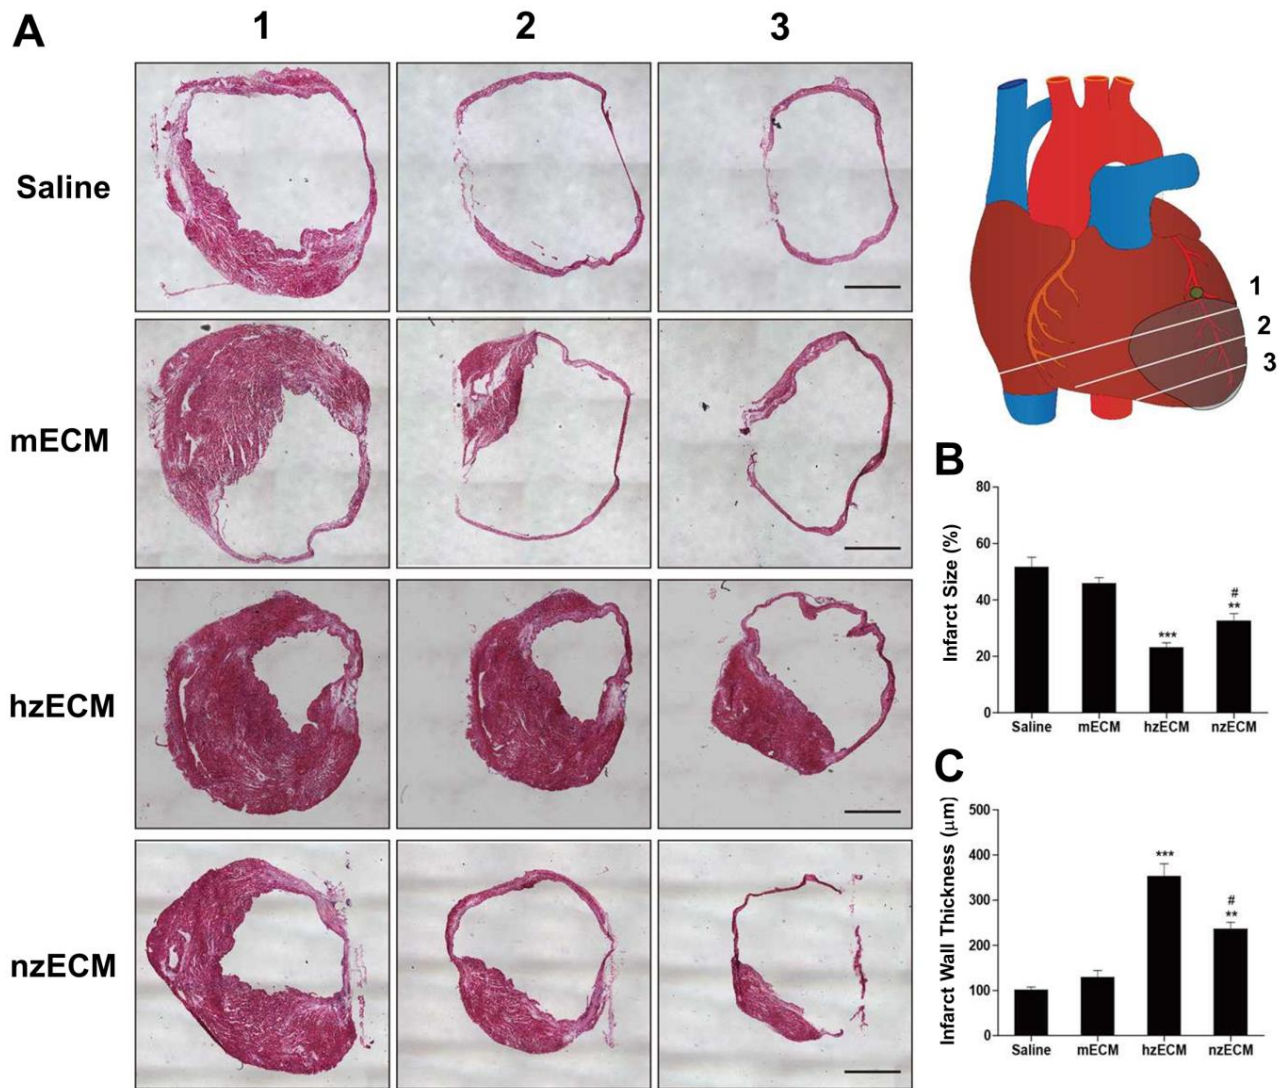 A
1 2 3
Saline
mECM
hzECM
nzECM
1
2
3
B
Infarct Size (%)
80
60
40
20
0
***
#
**
Saline mECM hzECM nzECM
C
Infarct Wall Thickness (μm)
500
400
300
200
100
0
***
#
**
Saline mECM hzECM nzECM